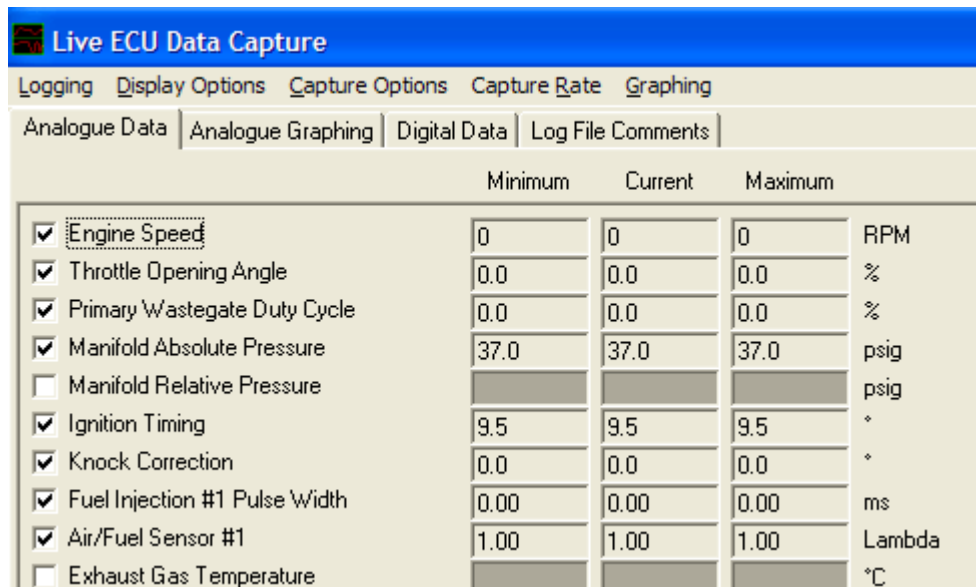 Live ECU Data Capture
Logging Display Options Capture Options Capture Rate Graphing
Analogue Data Analogue Graphing Digital Data Log File Comments
Minimum Current Maximum
Engine Speed 0 0 0 RPM
Throttle Opening Angle 0.0 0.0 0.0 %
Primary Wastegate Duty Cycle 0.0 0.0 0.0 %
Manifold Absolute Pressure 37.0 37.0 37.0 psig
Manifold Relative Pressure psig
Ignition Timing 9.5 9.5 9.5 °
Knock Correction 0.0 0.0 0.0 °
Fuel Injection #1 Pulse Width 0.00 0.00 0.00 ms
Air/Fuel Sensor #1 1.00 1.00 1.00 Lambda
Exhaust Gas Temperature °C